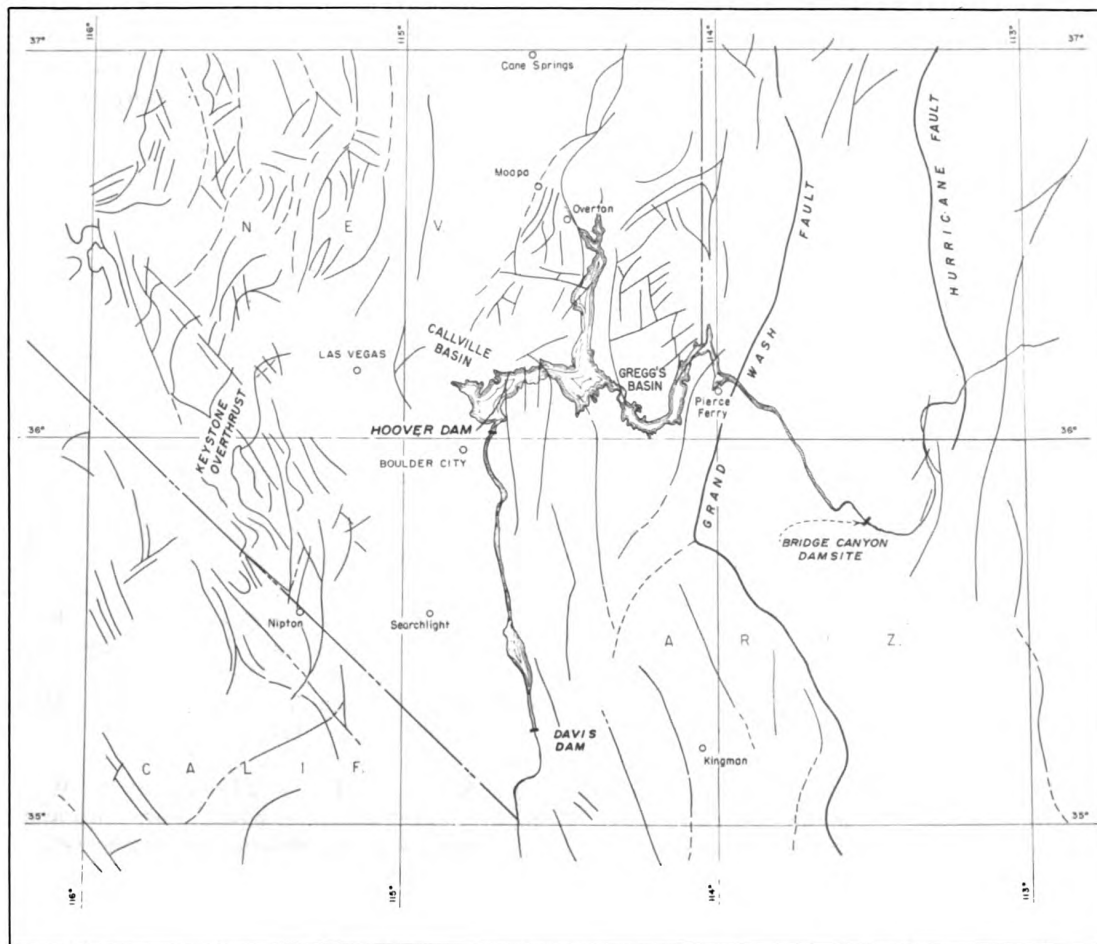 116°
115°
114°
113°
37°
37°
Cane Springs
Moapa
Overton
N E V.
FAULT
HURRICANE FAULT
CALLVILLE
BASIN
LAS VEGAS
GREGG'S
BASIN
WASH
Pierce
Ferry
KEYSTONE
OVERTHRUST
HOOVER DAM
36°
36°
BOULDER CITY
GRAND
BRIDGE CANYON
DAMSITE
Nipton
Searchlight
A R I Z.
DAVIS
DAM
Kingman
C A L I F.
35°
35°
116°
115°
114°
113°